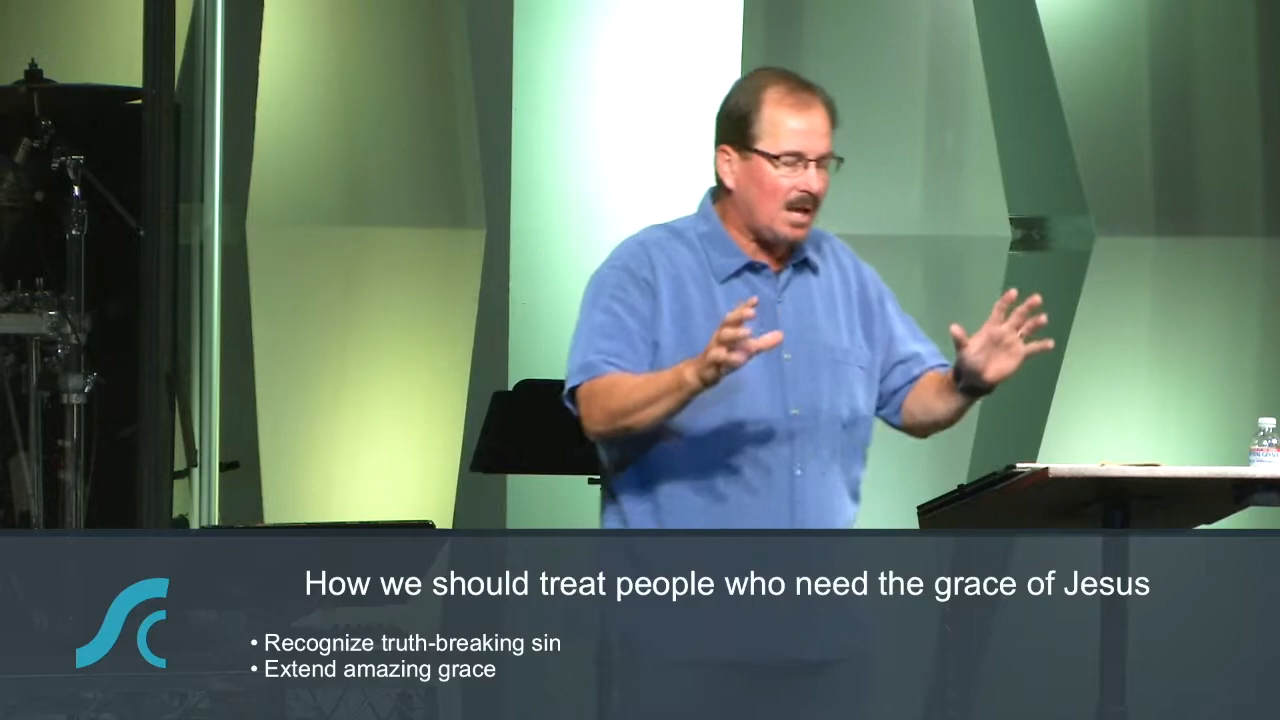 How we should treat people who need the grace of Jesus
• Recognize truth-breaking sin
• Extend amazing grace